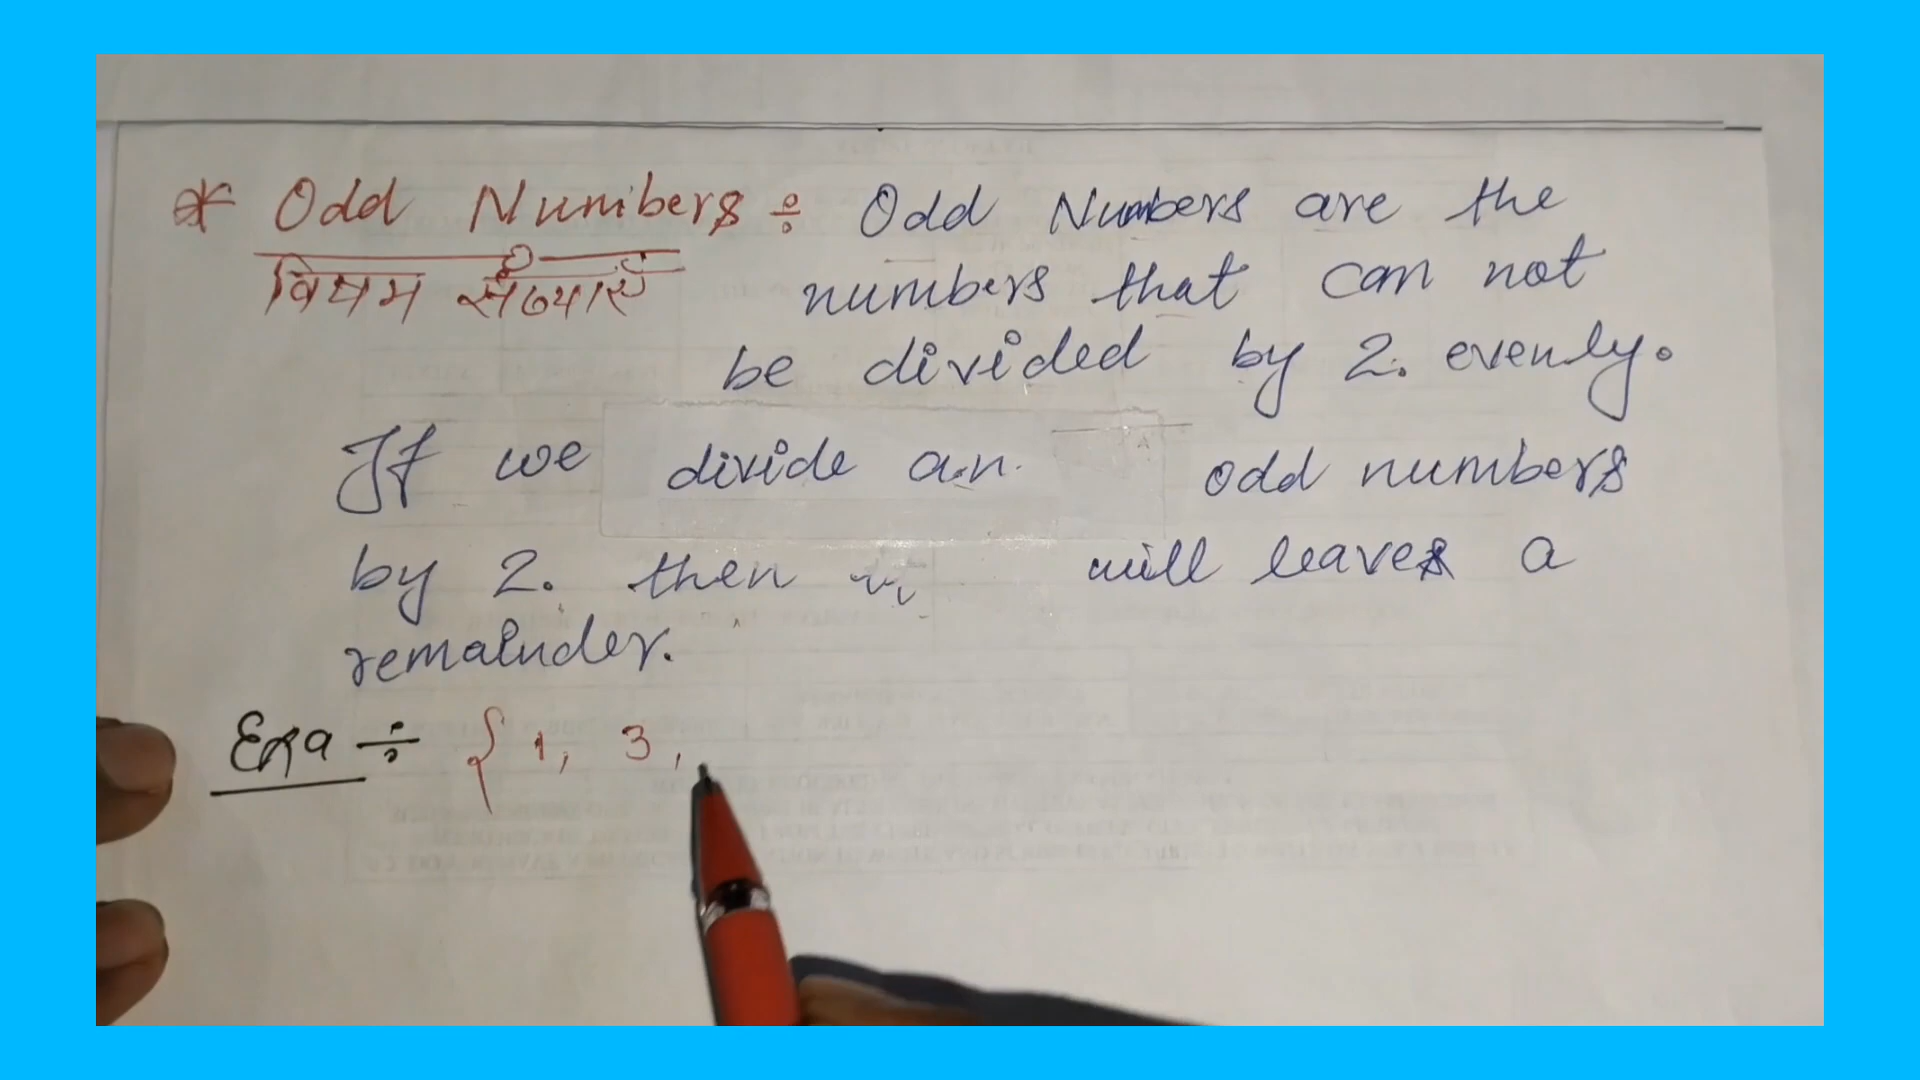 * Odd Numbers ÷ Odd Numbers are the
विषम संख्याएँ numbers that can not
be divided by 2. evenly.
If we divide an odd numbers
by 2. then will leaves a
remainder.
Exa ÷ { 1, 3,